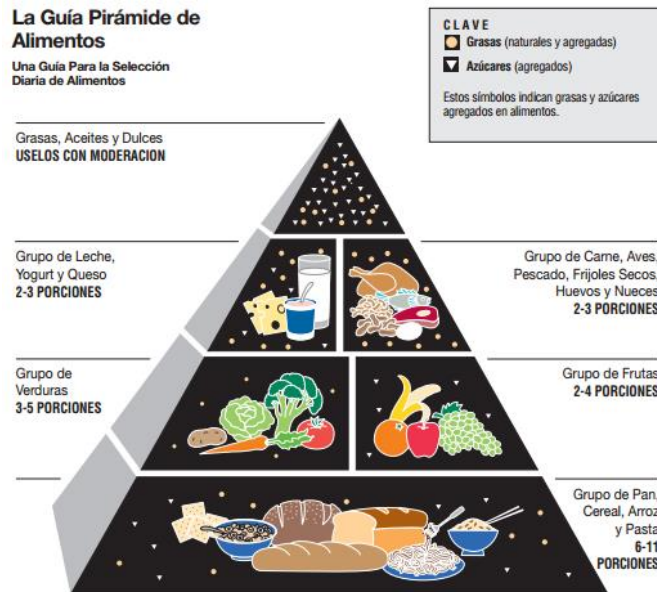 La Guía Pirámide de
Alimentos
Una Guía Para la Selección
Diaria de Alimentos
CLAVE
Grasas (naturales y agregadas)
Azúcares (agregados)
Estos símbolos indican grasas y azúcares
agregados en alimentos.
Grasas, Aceites y Dulces
USELOS CON MODERACION
Grupo de Leche,
Yogurt y Queso
2-3 PORCIONES
Grupo de Carne, Aves,
Pescado, Frijoles Secos,
Huevos y Nueces
2-3 PORCIONES
Grupo de
Verduras
3-5 PORCIONES
Grupo de Frutas
2-4 PORCIONES
Grupo de Pan,
Cereal, Arroz
y Pasta
6-11
PORCIONES